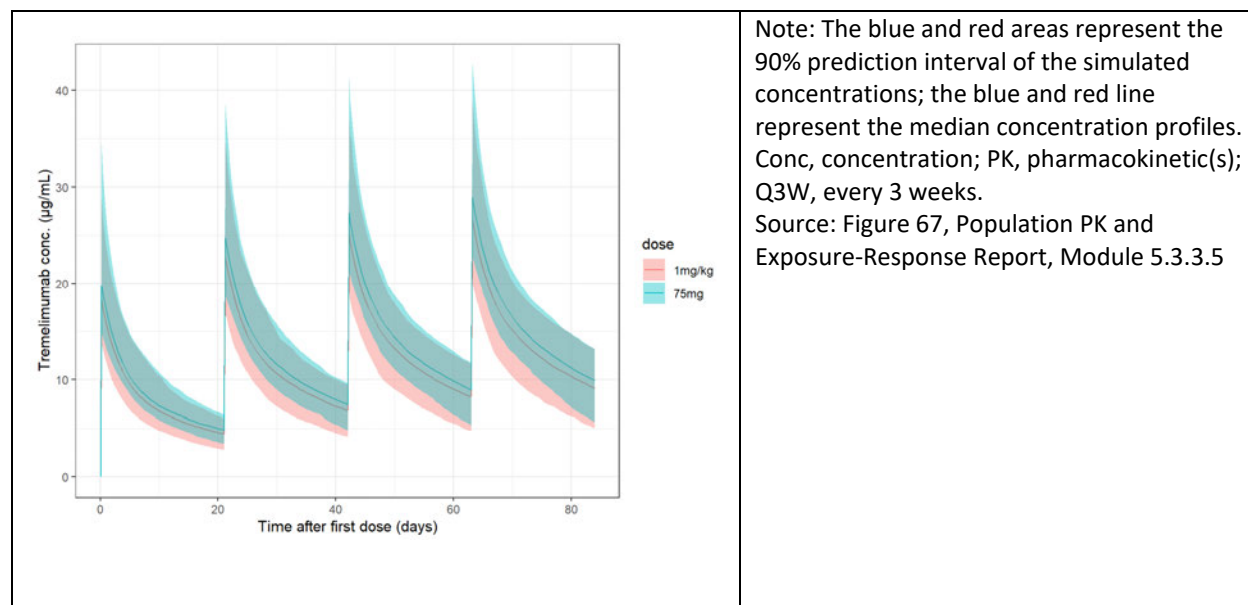 Note: The blue and red areas represent the
90% prediction interval of the simulated
concentrations; the blue and red line
represent the median concentration profiles.
Conc, concentration; PK, pharmacokinetic(s);
Q3W, every 3 weeks.
Source: Figure 67, Population PK and
Exposure-Response Report, Module 5.3.3.5
Tremelimumab conc. (µg/mL)
40
30
20
10
0
0 20 40 60 80
Time after first dose (days)
dose
1mg/kg
75mg